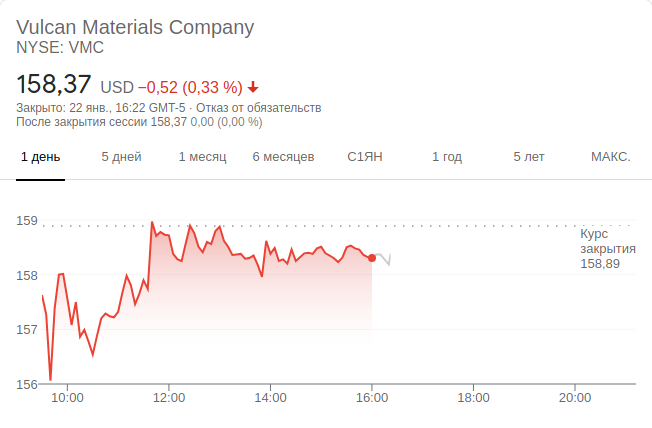 Vulcan Materials Company
NYSE: VMC
158,37 USD −0,52 (0,33 %)
Закрыто: 22 янв., 16:22 GMT-5 · Отказ от обязательств
После закрытия сессии 158,37 0,00 (0,00 %)
1 день 5 дней 1 месяц 6 месяцев С1ЯН 1 год 5 лет МАКС.
159
Курс
закрытия
158,89
158
157
156
10:00 12:00 14:00 16:00 18:00 20:00